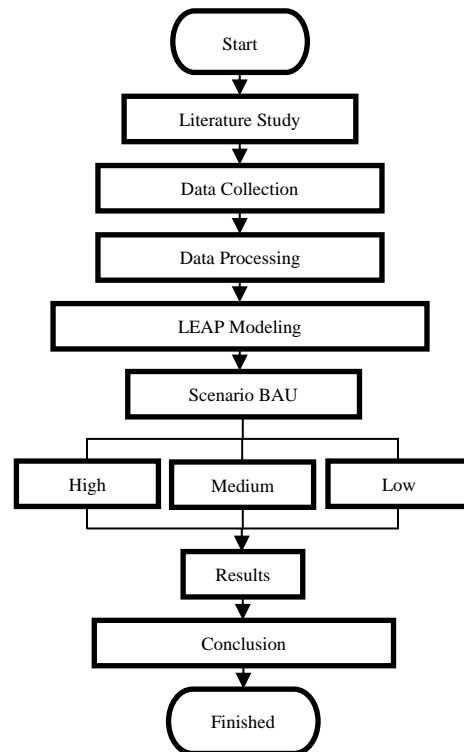 Start
Literature Study
Data Collection
Data Processing
LEAP Modeling
Scenario BAU
High
Medium
Low
Results
Conclusion
Finished